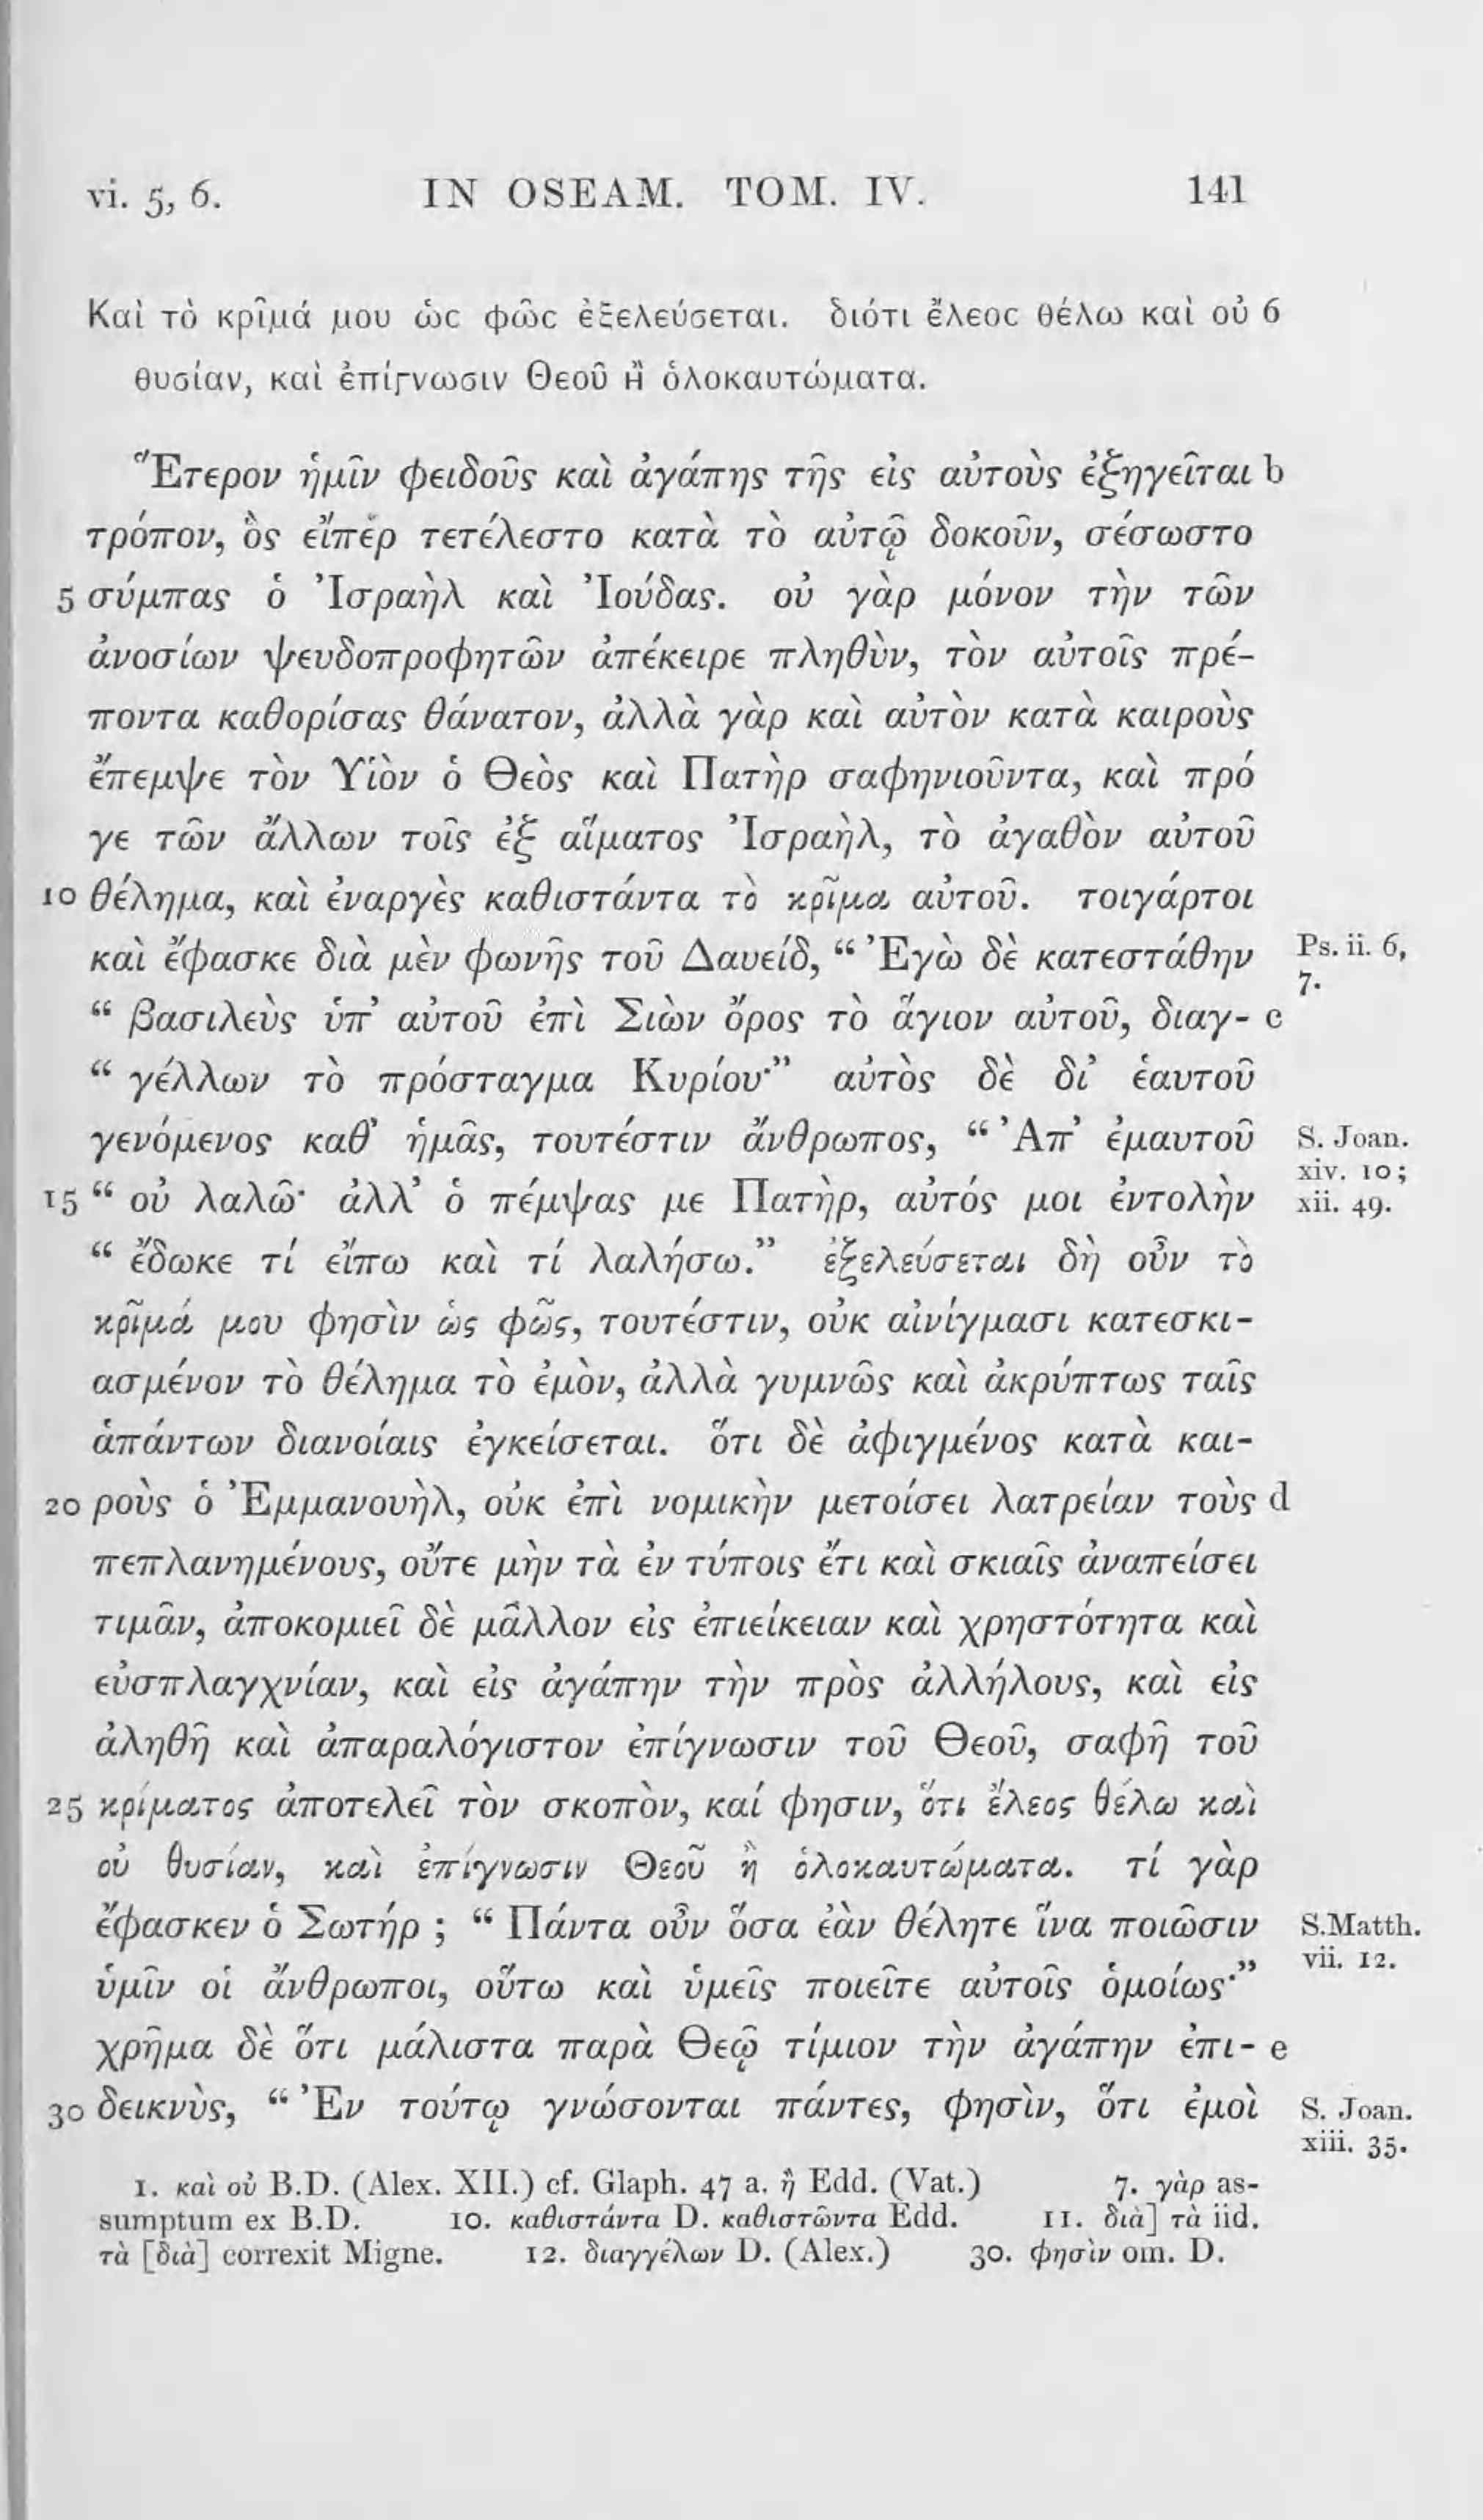 vi. 5, 6. IN OSEAM. TOM. IV. 141
Καὶ τὸ κρῖμά μου ὡς φῶς ἐξελεύσεται. διότι ἔλεος θέλω καὶ οὐ 6
θυσίαν, καὶ ἐπίγνωσιν Θεοῦ ἢ ὁλοκαυτώματα.
Ἕτερον ἡμῖν φειδοῦς καὶ ἀγάπης τῆς εἰς αὐτοὺς ἐξηγεῖται b
τρόπον, ὃς εἴπερ τετέλεστο κατὰ τὸ αὐτῷ δοκοῦν, σέσωστο
5 σύμπας ὁ Ἰσραὴλ καὶ Ἰούδας. οὐ γὰρ μόνον τὴν τῶν
ἀνοσίων ψευδοπροφητῶν ἀπέκειρε πληθὺν, τὸν αὐτοῖς πρέ-
ποντα καθορίσας θάνατον, ἀλλὰ γὰρ καὶ αὐτὸν κατὰ καιροὺς
ἔπεμψε τὸν Υἱὸν ὁ Θεὸς καὶ Πατὴρ σαφηνιοῦντα, καὶ πρό
γε τῶν ἄλλων τοῖς ἐξ αἵματος Ἰσραὴλ, τὸ ἀγαθὸν αὐτοῦ
10 θέλημα, καὶ ἐναργὲς καθιστάντα τὸ κρῖμα αὐτοῦ. τοιγάρτοι
καὶ ἔφασκε διὰ μὲν φωνῆς τοῦ Δαυείδ, “ Ἐγὼ δὲ κατεστάθην Ps. ii. 6,
7.
“ βασιλεὺς ὑπ’ αὐτοῦ ἐπὶ Σιὼν ὄρος τὸ ἅγιον αὐτοῦ, διαγ- c
“ γέλλων τὸ πρόσταγμα Κυρίου·” αὐτὸς δὲ δι’ ἑαυτοῦ
γενόμενος καθ’ ἡμᾶς, τουτέστιν ἄνθρωπος, “ Ἀπ’ ἐμαυτοῦ S. Joan.
xiv. 10;
15 “ οὐ λαλῶ· ἀλλ’ ὁ πέμψας με Πατὴρ, αὐτός μοι ἐντολὴν xii. 49.
“ ἔδωκε τί εἴπω καὶ τί λαλήσω.” ἐξελεύσεται δὴ οὖν τὸ
κρῖμά μου φησὶν ὡς φῶς, τουτέστιν, οὐκ αἰνίγμασι κατεσκι-
ασμένον τὸ θέλημα τὸ ἐμὸν, ἀλλὰ γυμνῶς καὶ ἀκρύπτως ταῖς
ἁπάντων διανοίαις ἐγκείσεται. ὅτι δὲ ἀφιγμένος κατὰ και-
20 ροὺς ὁ Ἐμμανουὴλ, οὐκ ἐπὶ νομικὴν μετοίσει λατρείαν τοὺς d
πεπλανημένους, οὔτε μὴν τὰ ἐν τύποις ἔτι καὶ σκιαῖς ἀναπείσει
τιμᾶν, ἀποκομιεῖ δὲ μᾶλλον εἰς ἐπιείκειαν καὶ χρηστότητα καὶ
εὐσπλαγχνίαν, καὶ εἰς ἀγάπην τὴν πρὸς ἀλλήλους, καὶ εἰς
ἀληθῆ καὶ ἀπαραλόγιστον ἐπίγνωσιν τοῦ Θεοῦ, σαφῆ τοῦ
25 κρίματος ἀποτελεῖ τὸν σκοπὸν, καί φησιν, ὅτι ἔλεος θέλω καὶ
οὐ θυσίαν, καὶ ἐπίγνωσιν Θεοῦ ἢ ὁλοκαυτώματα. τί γὰρ
ἔφασκεν ὁ Σωτήρ ; “ Πάντα οὖν ὅσα ἐὰν θέλητε ἵνα ποιῶσιν S.Matth.
vii. 12.
ὑμῖν οἱ ἄνθρωποι, οὕτω καὶ ὑμεῖς ποιεῖτε αὐτοῖς ὁμοίως·”
χρῆμα δὲ ὅτι μάλιστα παρὰ Θεῷ τίμιον τὴν ἀγάπην ἐπι- e
30 δεικνὺς, “ Ἐν τούτῳ γνώσονται πάντες, φησὶν, ὅτι ἐμοὶ S. Joan.
xiii. 35.
1. καὶ οὐ B.D. (Alex. XII.) cf. Glaph. 47 a. ἢ Edd. (Vat.) 7. γὰρ as-
sumptum ex B.D. 10. καθιστάντα D. καθιστῶντα Edd. 11. διὰ] τὰ iid.
τὰ [διὰ] correxit Migne. 12. διαγγέλων D. (Alex.) 30. φησὶν om. D.